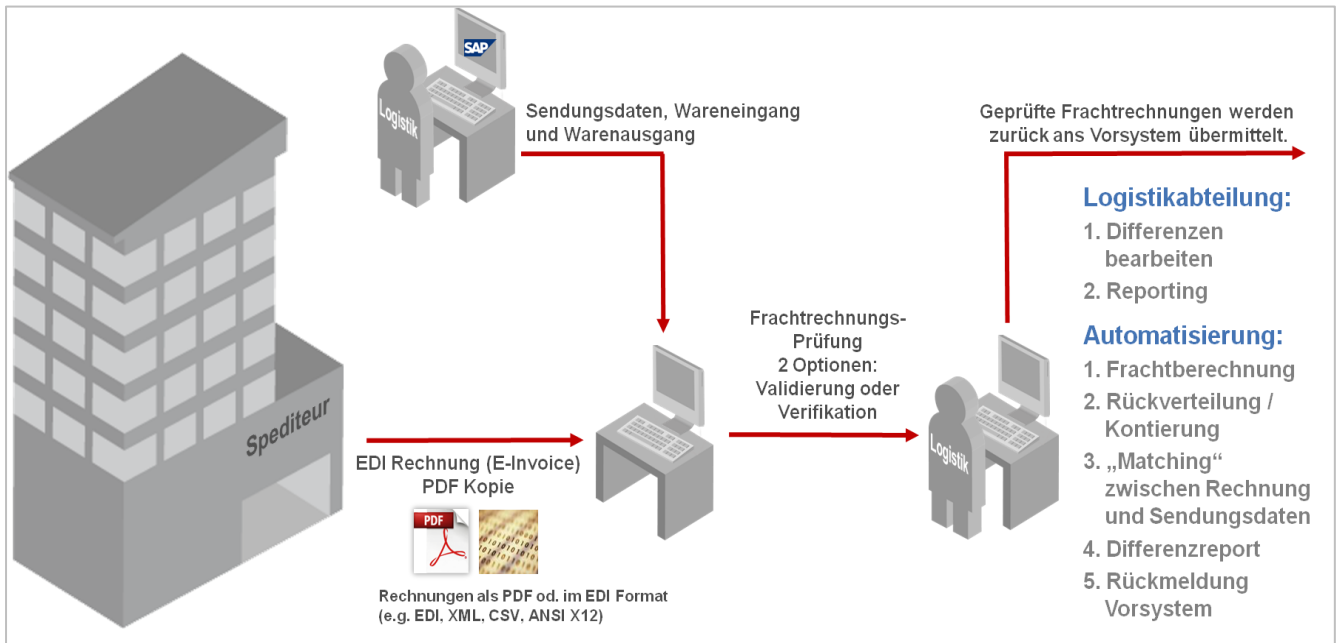 SAP
Logistik
Sendungsdaten, Wareneingang
und Warenausgang
Geprüfte Frachtrechnungen werden
zurück ans Vorsystem übermittelt.
Logistikabteilung:
1. Differenzen
bearbeiten
2. Reporting
Frachtrechnungs-
Prüfung
2 Optionen:
Validierung oder
Verifikation
Automatisierung:
1. Frachtberechnung
2. Rückverteilung /
Kontierung
3. „Matching“
zwischen Rechnung
und Sendungsdaten
4. Differenzreport
5. Rückmeldung
Vorsystem
Logistik
Spediteur
EDI Rechnung (E-Invoice)
PDF Kopie
PDF
Rechnungen als PDF od. im EDI Format
(e.g. EDI, XML, CSV, ANSI X12)